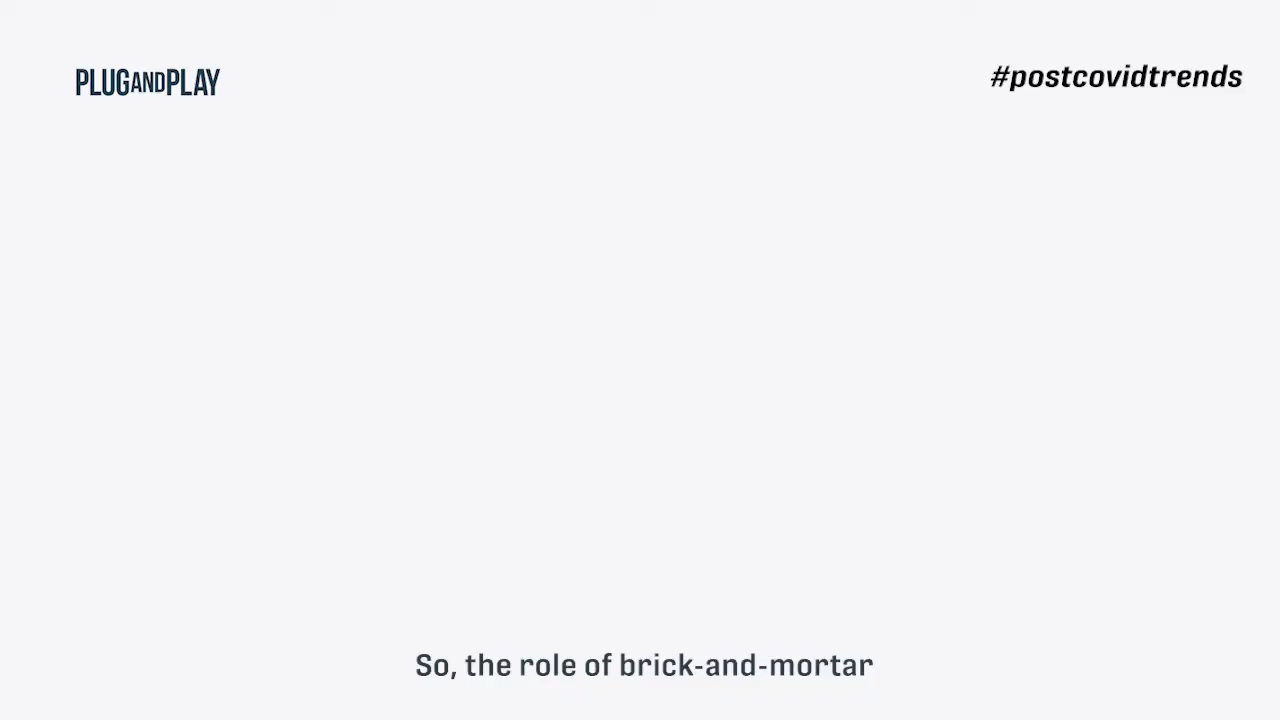 PLUGANDPLAY
#postcovidtrends
So, the role of brick-and-mortar